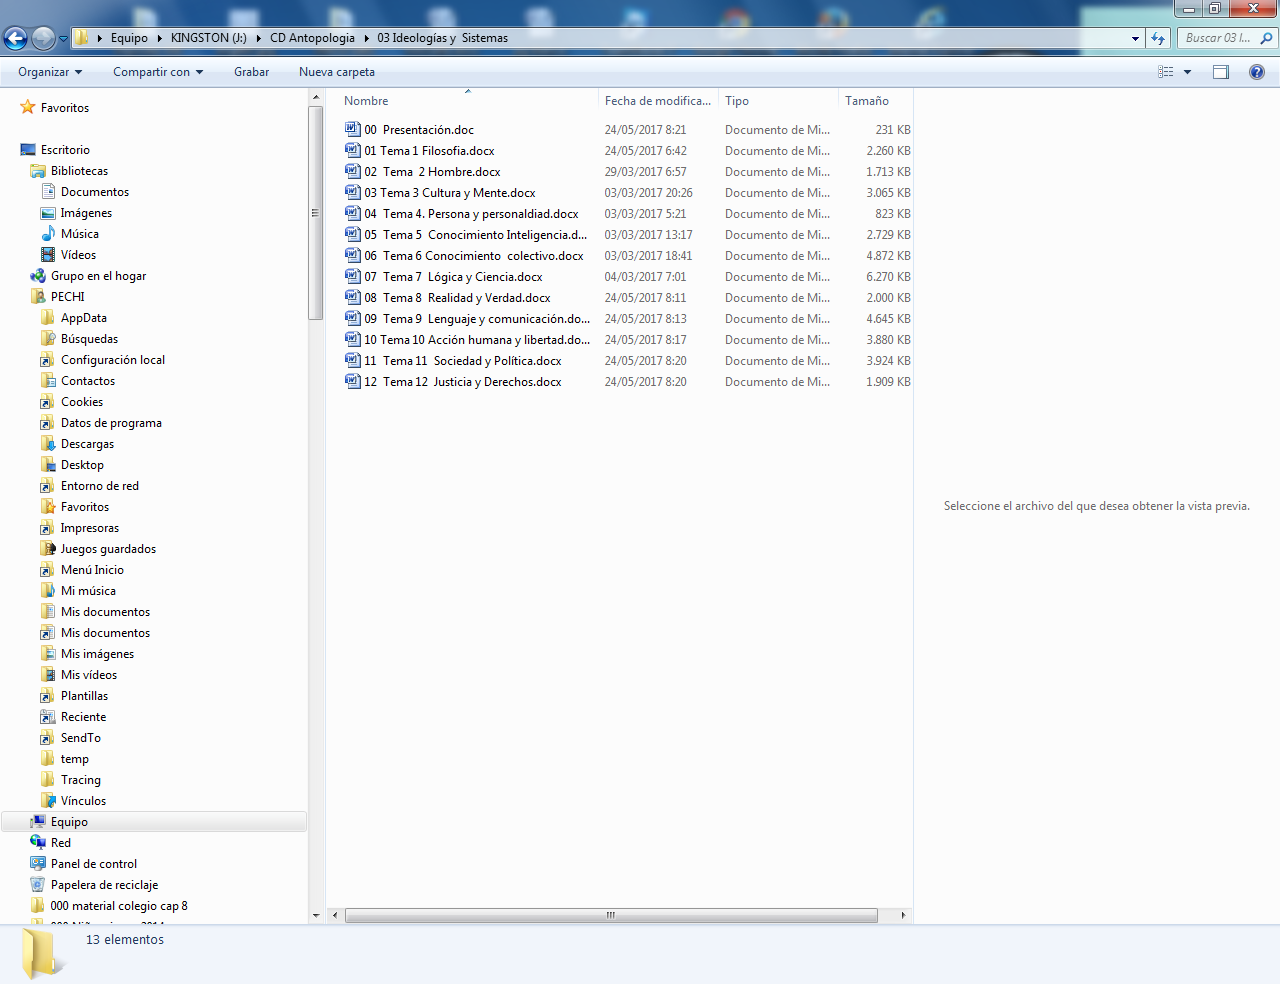 Equipo KINGSTON (J:) CD Antopologia 03 Ideologías y Sistemas
Buscar 03 I...
Organizar Compartir con Grabar Nueva carpeta
Favoritos
Escritorio
Bibliotecas
Documentos
Imágenes
Música
Vídeos
Grupo en el hogar
PECHI
AppData
Búsquedas
Configuración local
Contactos
Cookies
Datos de programa
Descargas
Desktop
Entorno de red
Favoritos
Impresoras
Juegos guardados
Menú Inicio
Mi música
Mis documentos
Mis documentos
Mis imágenes
Mis vídeos
Plantillas
Reciente
SendTo
temp
Tracing
Vínculos
Equipo
Red
Panel de control
Papelera de reciclaje
000 material colegio cap 8
Nombre Fecha de modifica... Tipo Tamaño
00 Presentación.doc 24/05/2017 8:21 Documento de Mi... 231 KB
01 Tema 1 Filosofia.docx 24/05/2017 6:42 Documento de Mi... 2.260 KB
02 Tema 2 Hombre.docx 29/03/2017 6:57 Documento de Mi... 1.713 KB
03 Tema 3 Cultura y Mente.docx 03/03/2017 20:26 Documento de Mi... 3.065 KB
04 Tema 4. Persona y personaldiad.docx 03/03/2017 5:21 Documento de Mi... 823 KB
05 Tema 5 Conocimiento Inteligencia.d... 03/03/2017 13:17 Documento de Mi... 2.729 KB
06 Tema 6 Conocimiento colectivo.docx 03/03/2017 18:41 Documento de Mi... 4.872 KB
07 Tema 7 Lógica y Ciencia.docx 04/03/2017 7:01 Documento de Mi... 6.270 KB
08 Tema 8 Realidad y Verdad.docx 24/05/2017 8:11 Documento de Mi... 2.000 KB
09 Tema 9 Lenguaje y comunicación.do... 24/05/2017 8:13 Documento de Mi... 4.645 KB
10 Tema 10 Acción humana y libertad.do... 24/05/2017 8:17 Documento de Mi... 3.880 KB
11 Tema 11 Sociedad y Política.docx 24/05/2017 8:20 Documento de Mi... 3.924 KB
12 Tema 12 Justicia y Derechos.docx 24/05/2017 8:20 Documento de Mi... 1.909 KB
Seleccione el archivo del que desea obtener la vista previa.
13 elementos